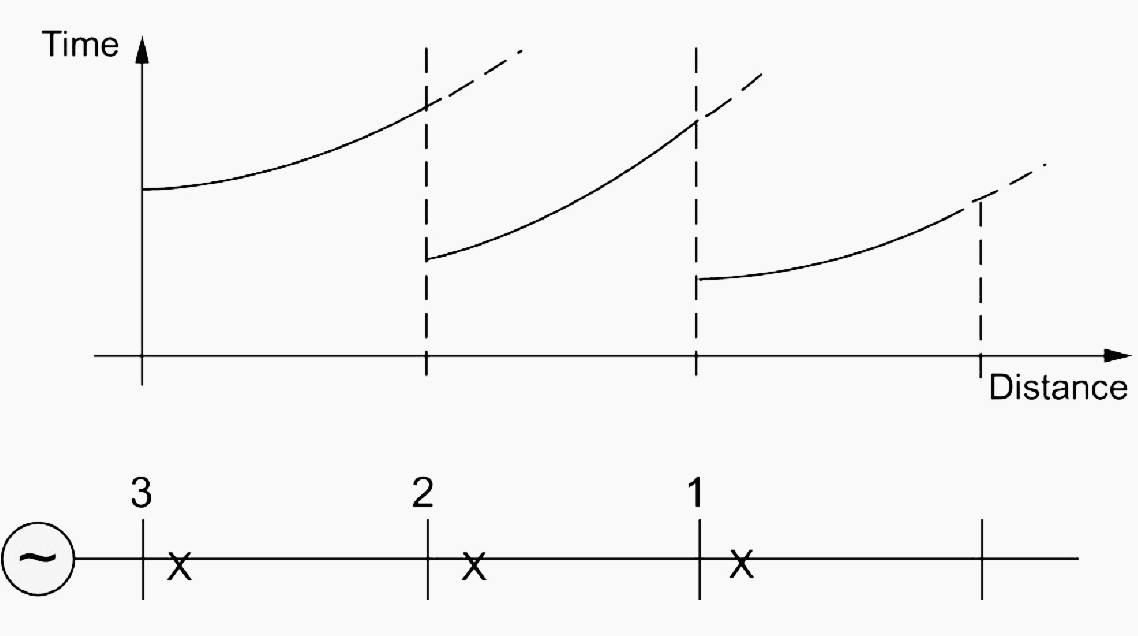 Time
Distance
3 2 1
~
X X X